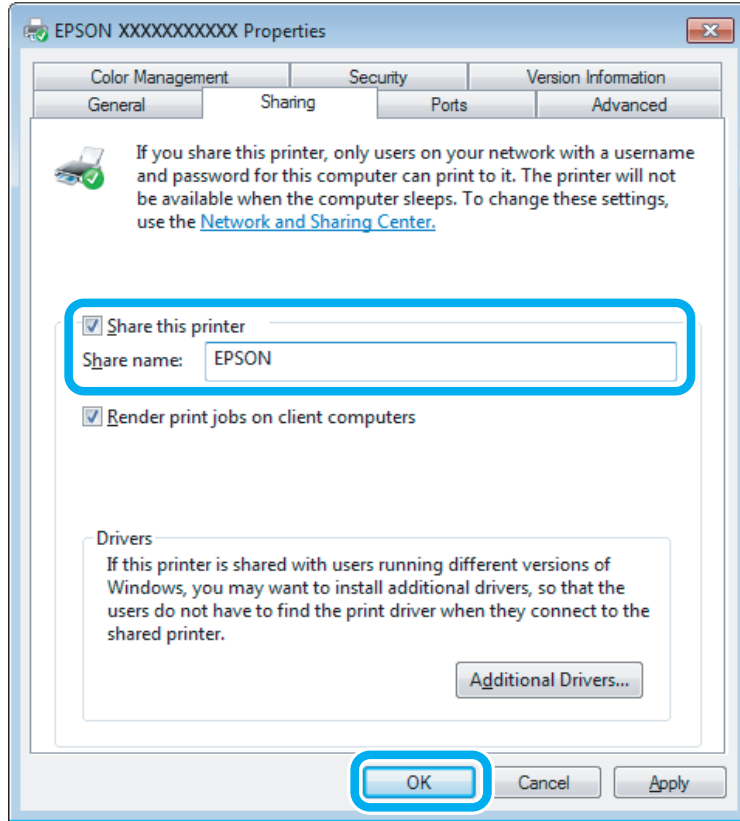 EPSON XXXXXXXXXXX Properties
Color Management Security Version Information
General Sharing Ports Advanced
If you share this printer, only users on your network with a username
and password for this computer can print to it. The printer will not
be available when the computer sleeps. To change these settings,
use the Network and Sharing Center.
Share this printer
Share name: EPSON
Render print jobs on client computers
Drivers
If this printer is shared with users running different versions of
Windows, you may want to install additional drivers, so that the
users do not have to find the print driver when they connect to the
shared printer.
Additional Drivers...
OK Cancel Apply